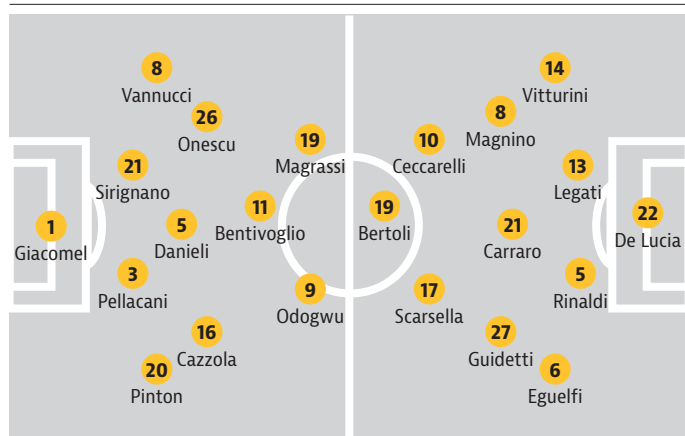 8
Vannucci
26
Onescu
19
Magrassi
21
Sirignano
11
Bentivoglio
5
Danieli
1
Giacomel
3
Pellacani
9
Odogwu
16
Cazzola
20
Pinton
14
Vitturini
8
Magnino
10
Ceccarelli
13
Legati
19
Bertoli
22
De Lucia
21
Carraro
5
Rinaldi
17
Scarsella
27
Guidetti
6
Eguelfi